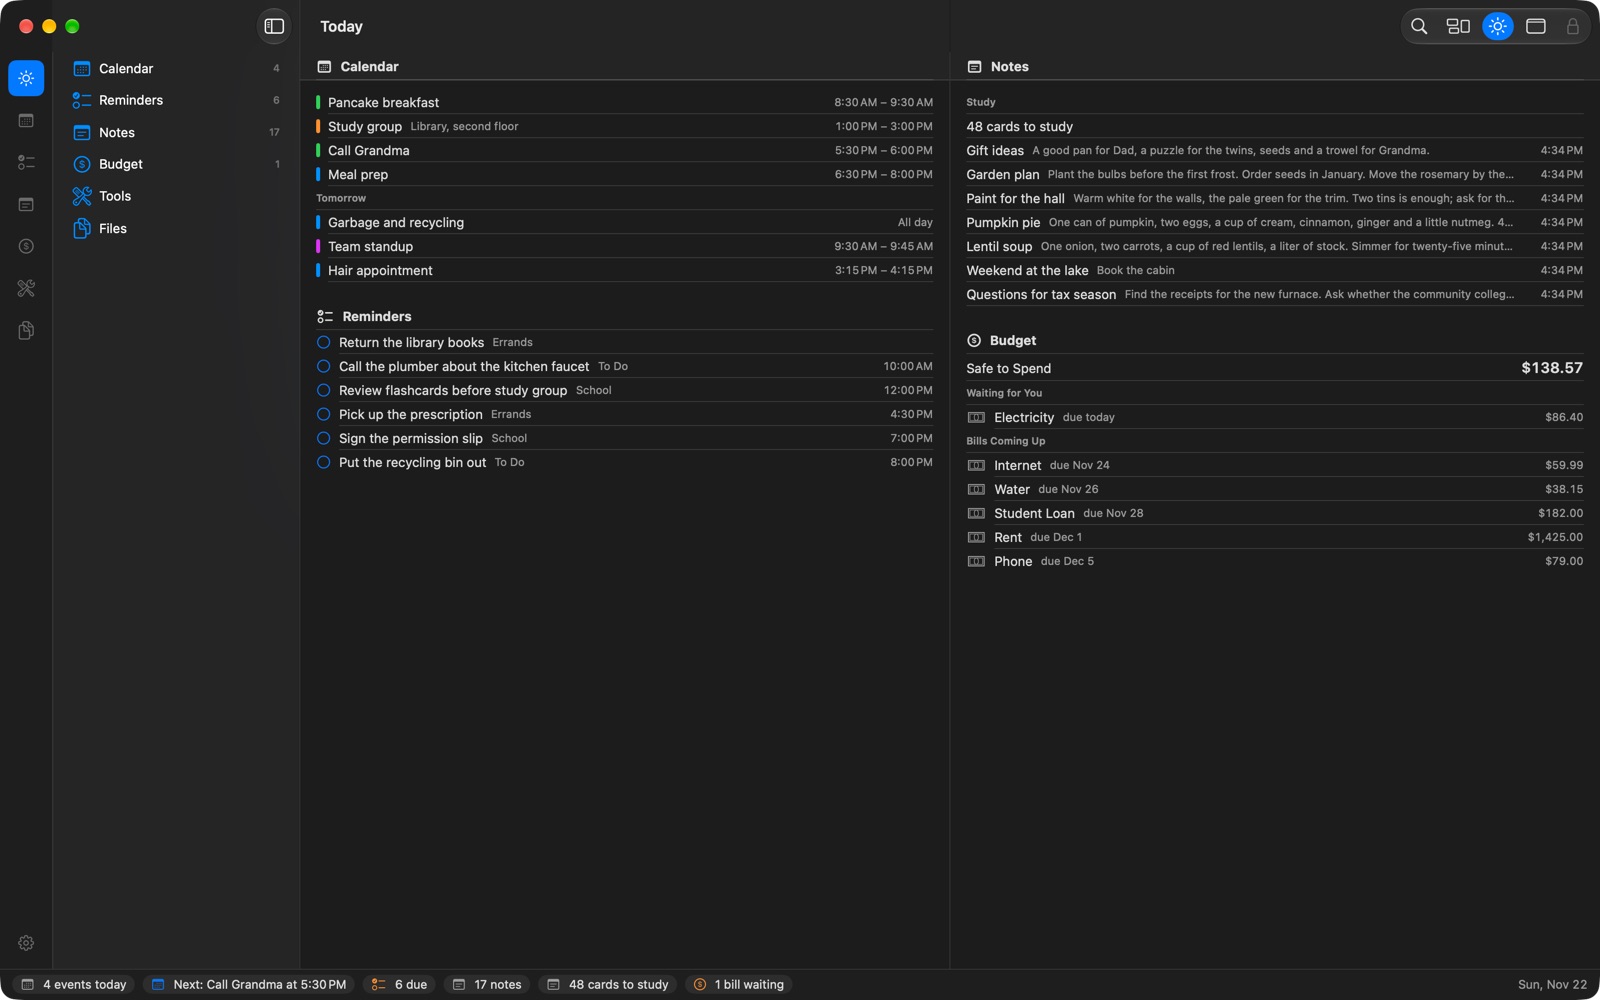 Today
Calendar 4
Reminders 6
Notes 17
Budget 1
Tools
Files
Calendar
Pancake breakfast 8:30 AM – 9:30 AM
Study group Library, second floor 1:00 PM – 3:00 PM
Call Grandma 5:30 PM – 6:00 PM
Meal prep 6:30 PM – 8:00 PM
Tomorrow
Garbage and recycling All day
Team standup 9:30 AM – 9:45 AM
Hair appointment 3:15 PM – 4:15 PM
Reminders
Return the library books Errands
Call the plumber about the kitchen faucet To Do 10:00 AM
Review flashcards before study group School 12:00 PM
Pick up the prescription Errands 4:30 PM
Sign the permission slip School 7:00 PM
Put the recycling bin out To Do 8:00 PM
Notes
Study
48 cards to study
Gift ideas A good pan for Dad, a puzzle for the twins, seeds and a trowel for Grandma. 4:34 PM
Garden plan Plant the bulbs before the first frost. Order seeds in January. Move the rosemary by the... 4:34 PM
Paint for the hall Warm white for the walls, the pale green for the trim. Two tins is enough; ask for th... 4:34 PM
Pumpkin pie One can of pumpkin, two eggs, a cup of cream, cinnamon, ginger and a little nutmeg. 4... 4:34 PM
Lentil soup One onion, two carrots, a cup of red lentils, a liter of stock. Simmer for twenty-five minut... 4:34 PM
Weekend at the lake Book the cabin 4:34 PM
Questions for tax season Find the receipts for the new furnace. Ask whether the community colleg... 4:34 PM
Budget
Safe to Spend $138.57
Waiting for You
Electricity due today $86.40
Bills Coming Up
Internet due Nov 24 $59.99
Water due Nov 26 $38.15
Student Loan due Nov 28 $182.00
Rent due Dec 1 $1,425.00
Phone due Dec 5 $79.00
4 events today Next: Call Grandma at 5:30 PM 6 due 17 notes 48 cards to study 1 bill waiting Sun, Nov 22